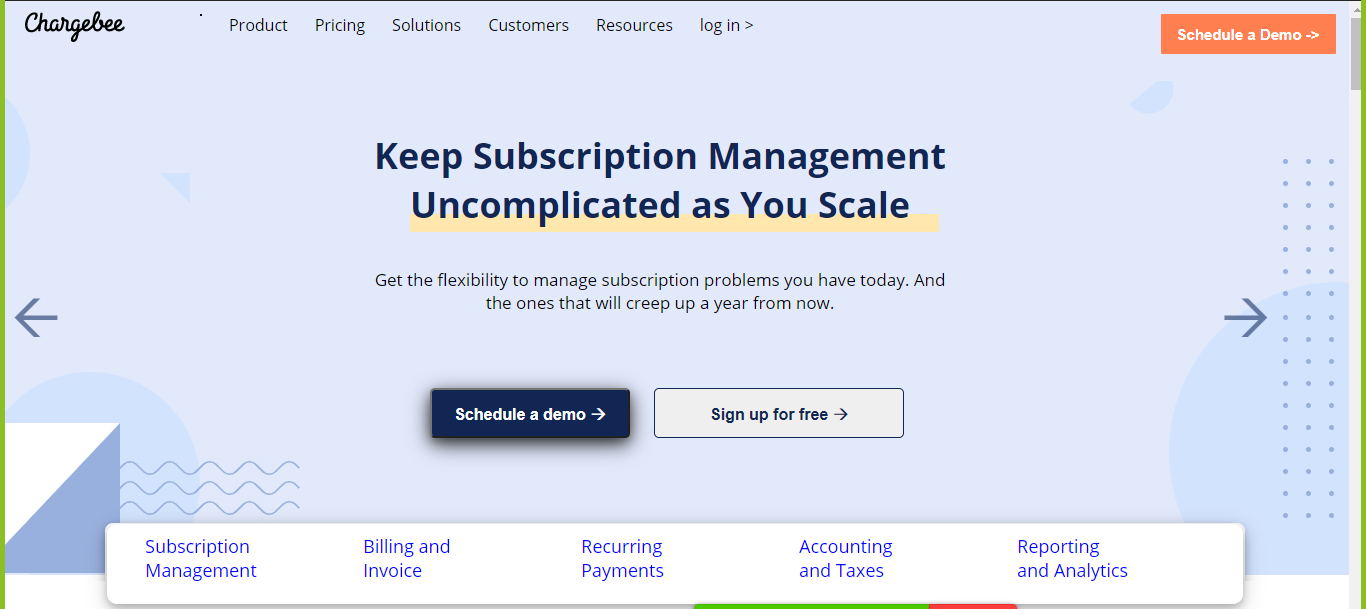 Chargebee
Product Pricing Solutions Customers Resources log in >
Schedule a Demo ->
Keep Subscription Management
Uncomplicated as You Scale
Get the flexibility to manage subscription problems you have today. And
the ones that will creep up a year from now.
Schedule a demo →
Sign up for free →
Subscription
Management
Billing and
Invoice
Recurring
Payments
Accounting
and Taxes
Reporting
and Analytics